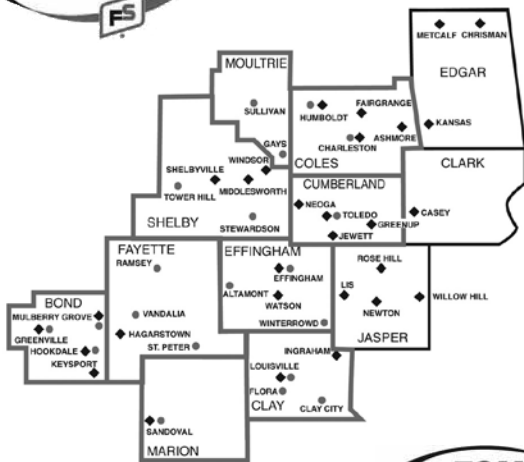 FS
METCALF CHRISMAN
EDGAR
MOULTRIE
SULLIVAN
HUMBOLDT
FAIRGRANGE
KANSAS
GAYS
CHARLESTON
ASHMORE
COLES
CLARK
WINDSOR
SHELBYVILLE
TOWER HILL
MIDDLESWORTH
CUMBERLAND
NEOGA
TOLEDO
CASEY
GREENUP
JEWETT
SHELBY
STEWARDSON
FAYETTE
RAMSEY
EFFINGHAM
EFFINGHAM
ALTAMONT
WATSON
WINTERROWD
ROSE HILL
LIS
WILLOW HILL
NEWTON
JASPER
BOND
MULBERRY GROVE
GREENVILLE
HOOKDALE
KEYSPORT
VANDALIA
HAGARSTOWN
ST. PETER
INGRAHAM
LOUISVILLE
FLORA
CLAY CITY
CLAY
SANDOVAL
MARION